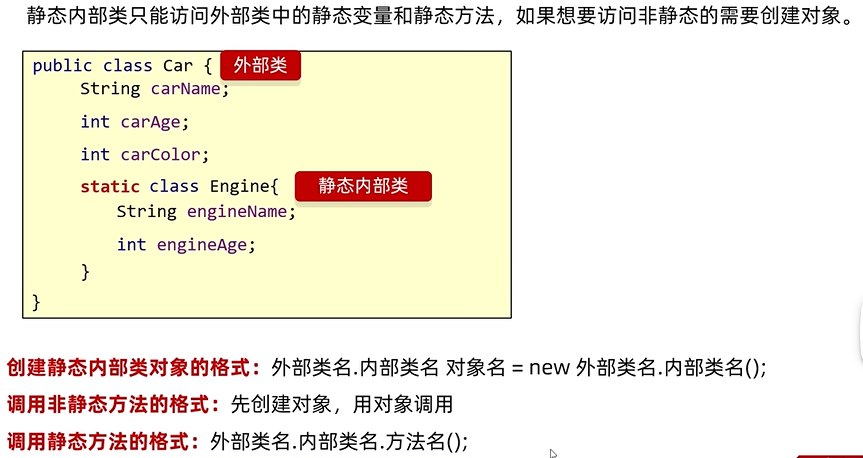 静态内部类只能访问外部类中的静态变量和静态方法，如果想要访问非静态的需要创建对象。
public class Car { 外部类
String carName;
int carAge;
int carColor;
static class Engine{ 静态内部类
String engineName;
int engineAge;
}
}
创建静态内部类对象的格式：外部类名.内部类名 对象名 = new 外部类名.内部类名();
调用非静态方法的格式：先创建对象，用对象调用
调用静态方法的格式：外部类名.内部类名.方法名();